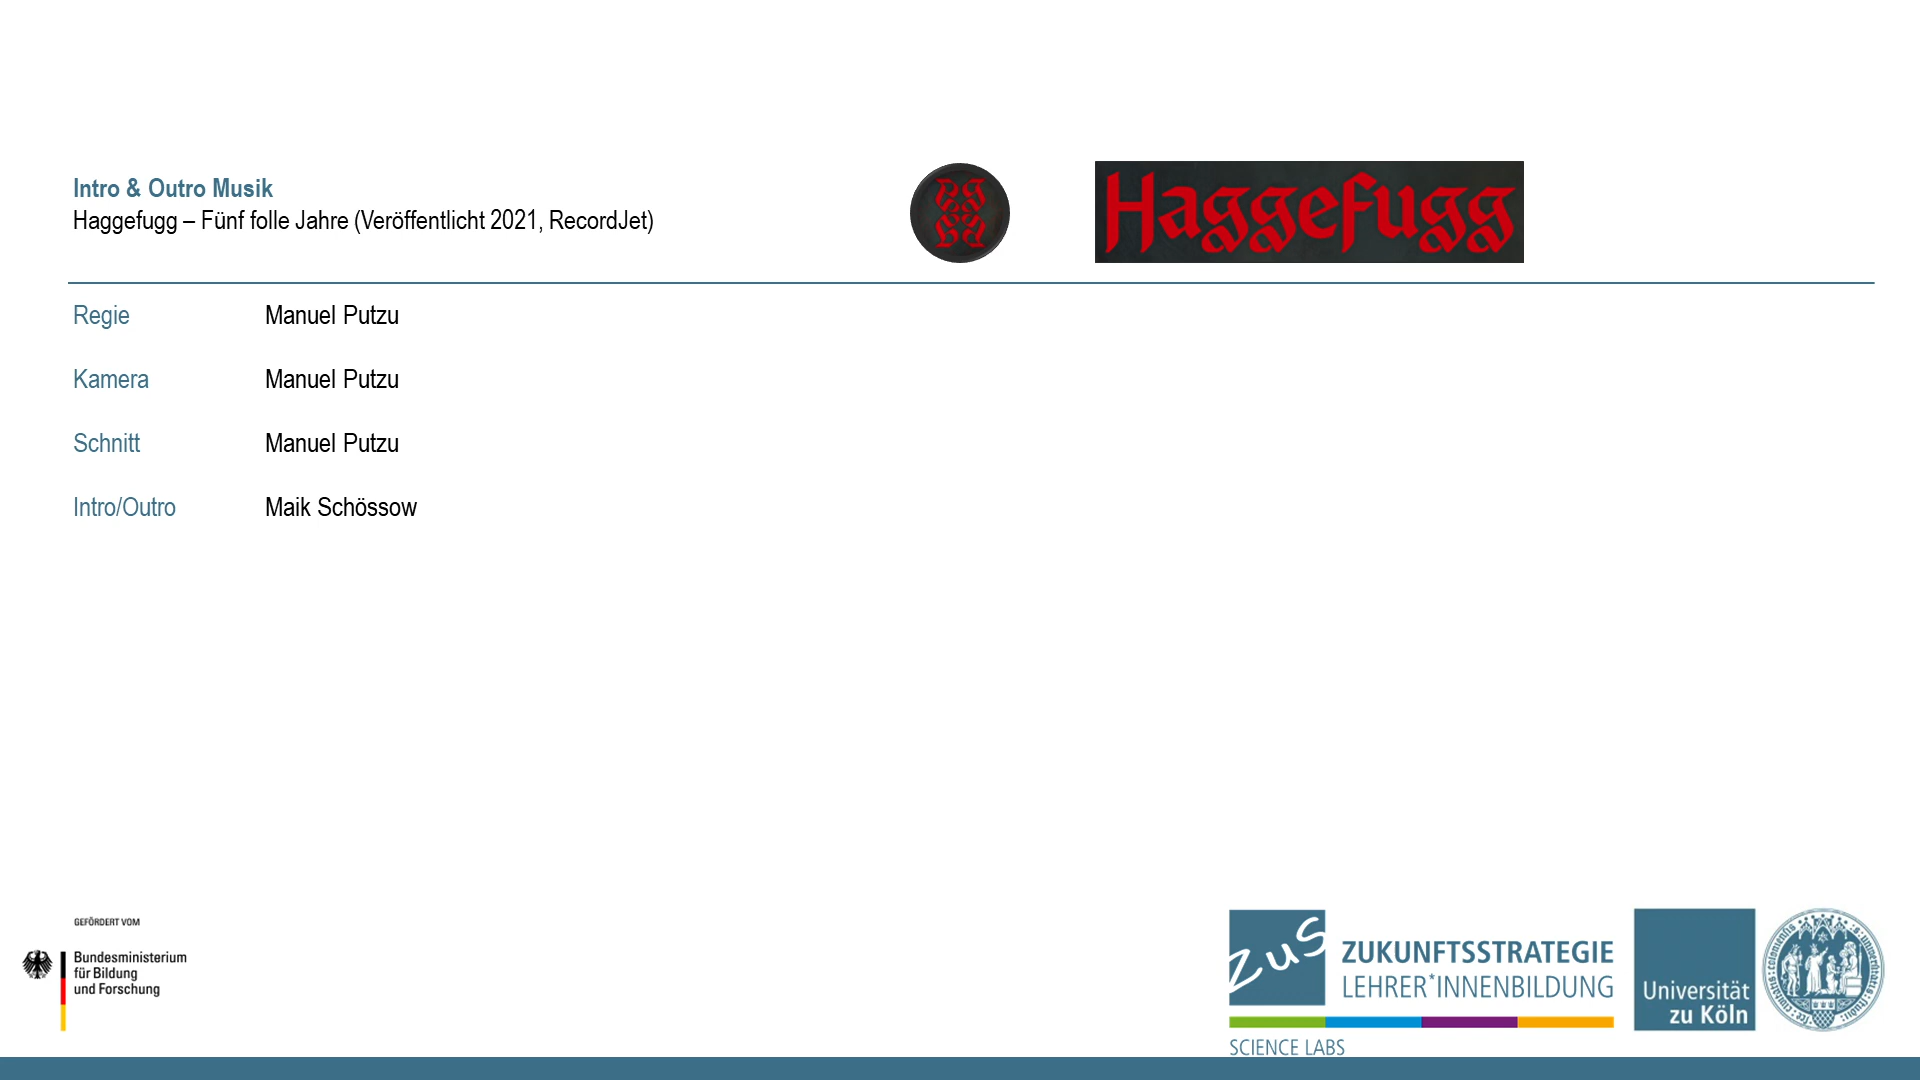 Intro & Outro Musik
Haggefugg – Fünf folle Jahre (Veröffentlicht 2021, RecordJet)
Haggefugg
Regie Manuel Putzu
Kamera Manuel Putzu
Schnitt Manuel Putzu
Intro/Outro Maik Schössow
GEFÖRDERT VOM
Bundesministerium
für Bildung
und Forschung
ZuS
ZUKUNFTSSTRATEGIE
LEHRER*INNENBILDUNG
SCIENCE LABS
Universität
zu Köln